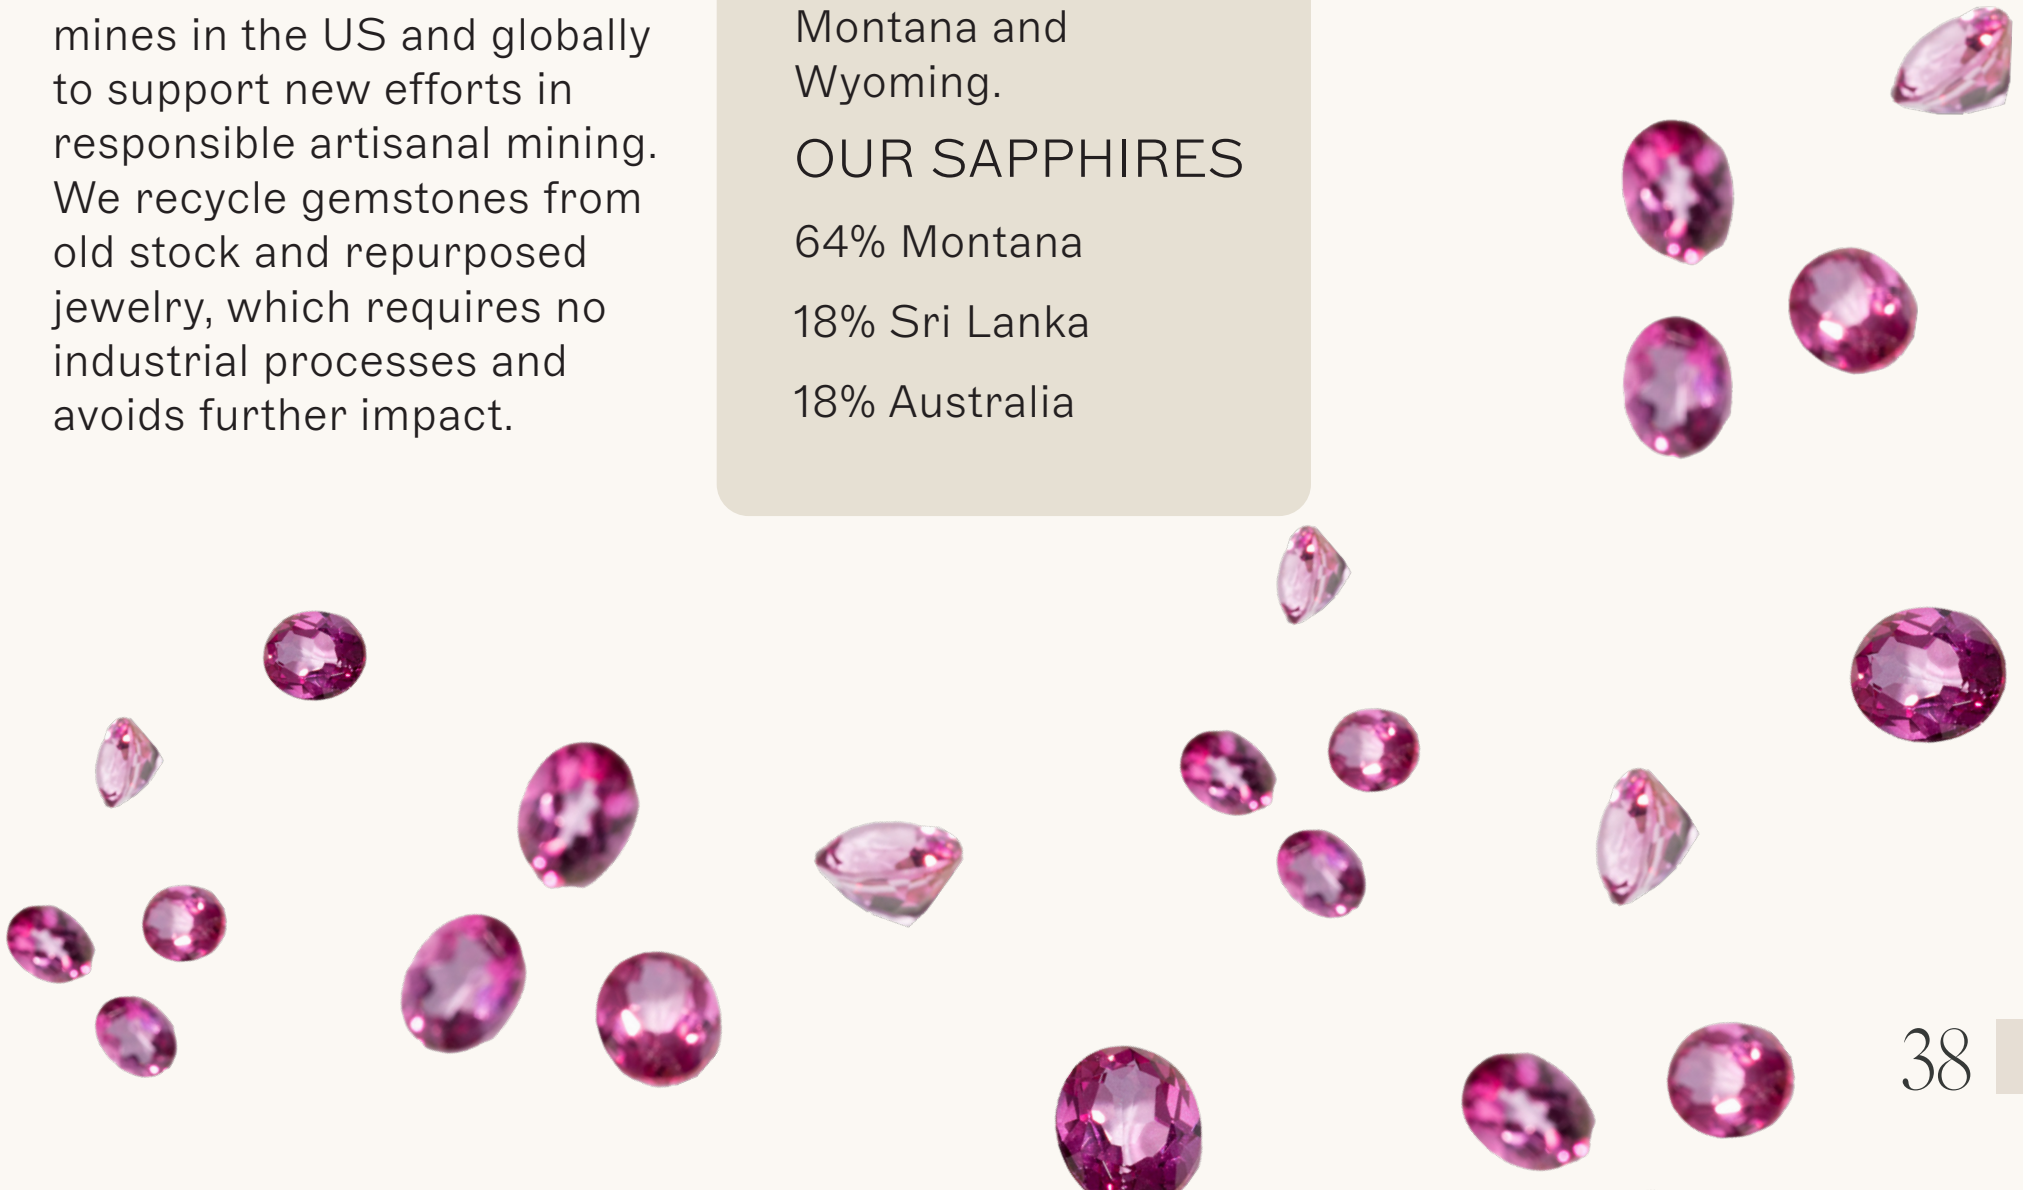 mines in the US and globally
to support new efforts in
responsible artisanal mining.
We recycle gemstones from
old stock and repurposed
jewelry, which requires no
industrial processes and
avoids further impact.
Montana and
Wyoming.
OUR SAPPHIRES
64% Montana
18% Sri Lanka
18% Australia
38